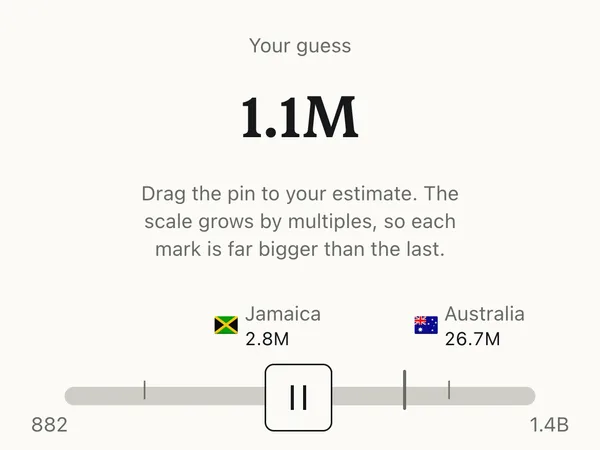 Your guess
1.1M
Drag the pin to your estimate. The
scale grows by multiples, so each
mark is far bigger than the last.
Jamaica
2.8M
Australia
26.7M
882
1.4B